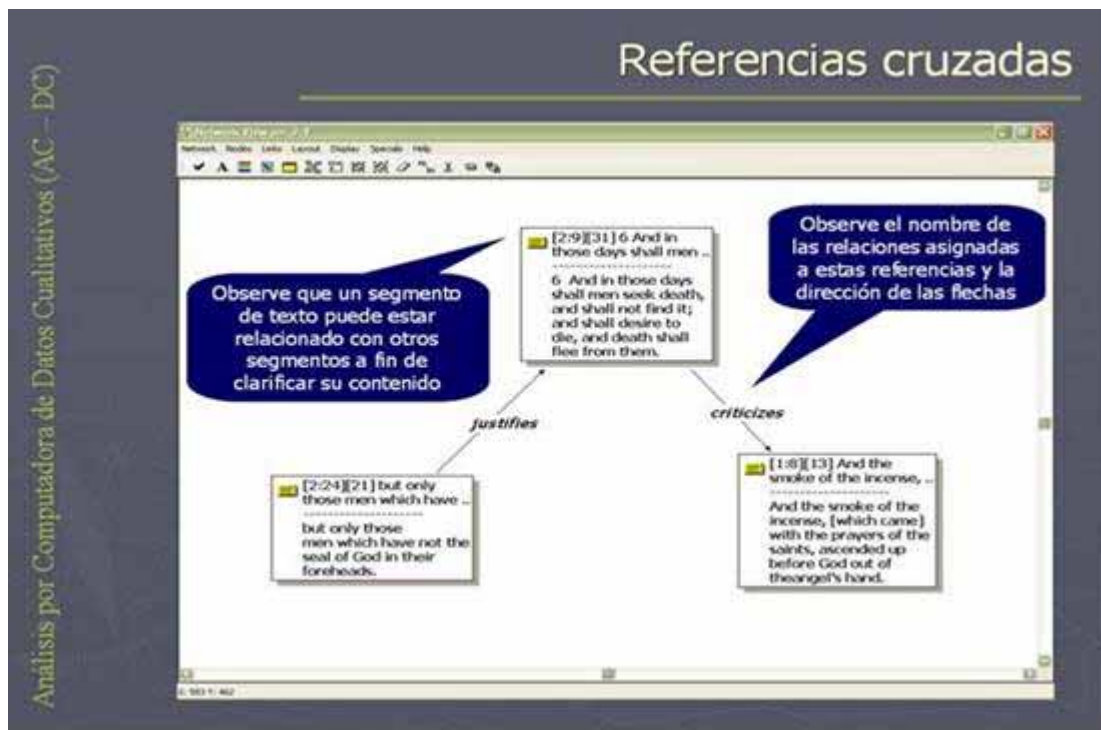 Referencias cruzadas
Análisis por Computadora de Datos Cualitativos (AC – DC)
Network Nodes Links Layout Display Specials Help
Observe que un segmento
de texto puede estar
relacionado con otros
segmentos a fin de
clarificar su contenido
[2:9][31] 6 And in
those days shall men ..
6 And in those days
shall men seek death,
and shall not find it;
and shall desire to
die, and death shall
flee from them.
Observe el nombre de
las relaciones asignadas
a estas referencias y la
dirección de las flechas
justifies
criticizes
[2:24][21] but only
those men which have ..
but only those
men which have not the
seal of God in their
foreheads.
[1:8][13] And the
smoke of the incense, ..
And the smoke of the
incense, [which came]
with the prayers of the
saints, ascended up
before God out of
theangel's hand.